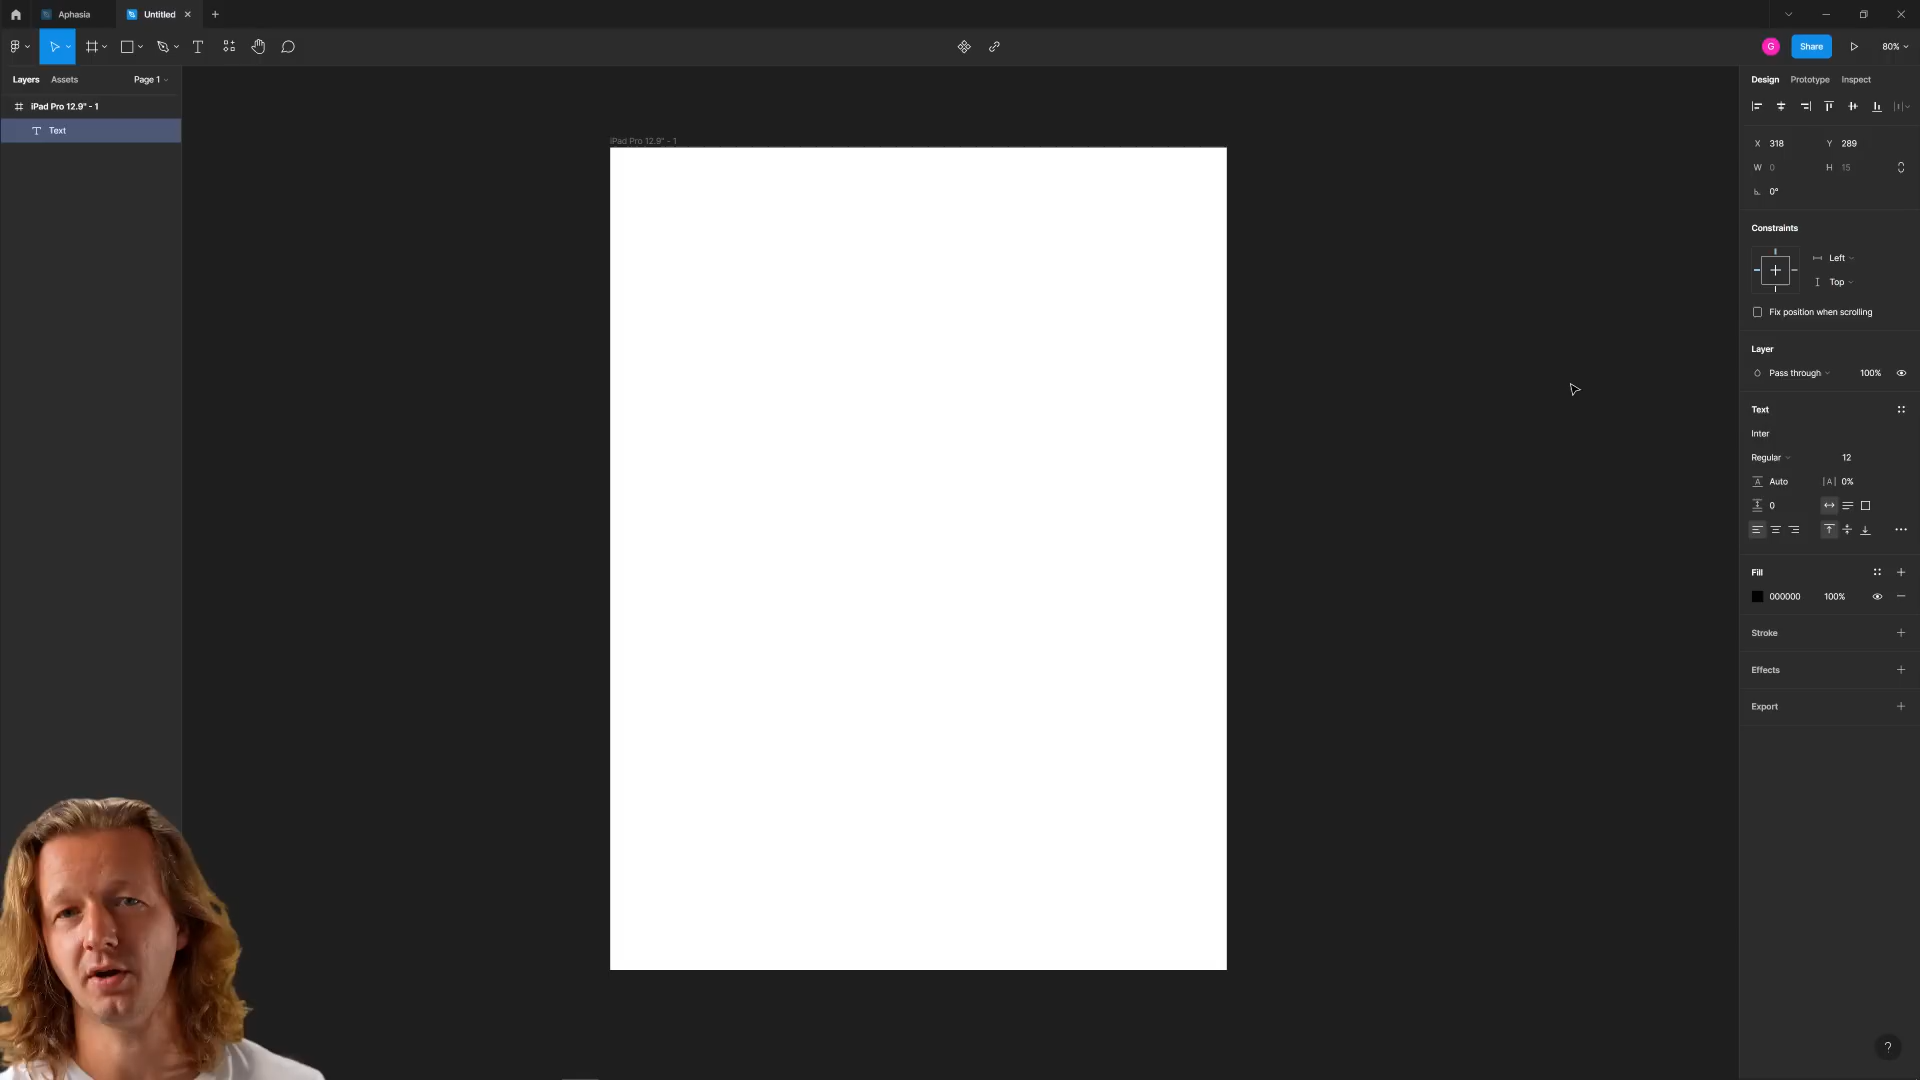 Aphasia
Untitled
G
Share
80%
Layers
Assets
Page 1
Design
Prototype
Inspect
iPad Pro 12.9" - 1
Text
iPad Pro 12.9" - 1
X 318
Y 289
W 0
H 15
0°
Constraints
Left
Top
Fix position when scrolling
Layer
Pass through
100%
Text
Inter
Regular
12
A Auto
|A| 0%
0
Fill
000000
100%
Stroke
Effects
Export
?